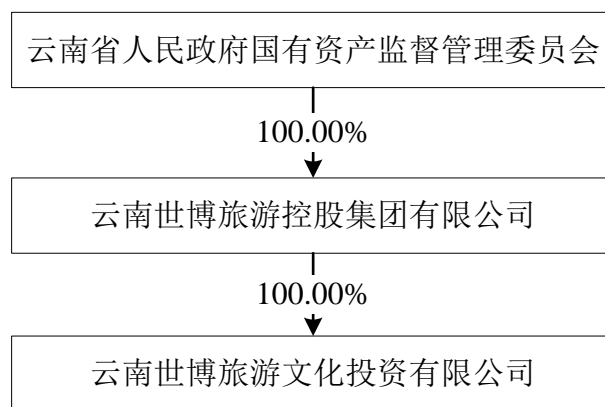 云南省人民政府国有资产监督管理委员会
100.00%
云南世博旅游控股集团有限公司
100.00%
云南世博旅游文化投资有限公司